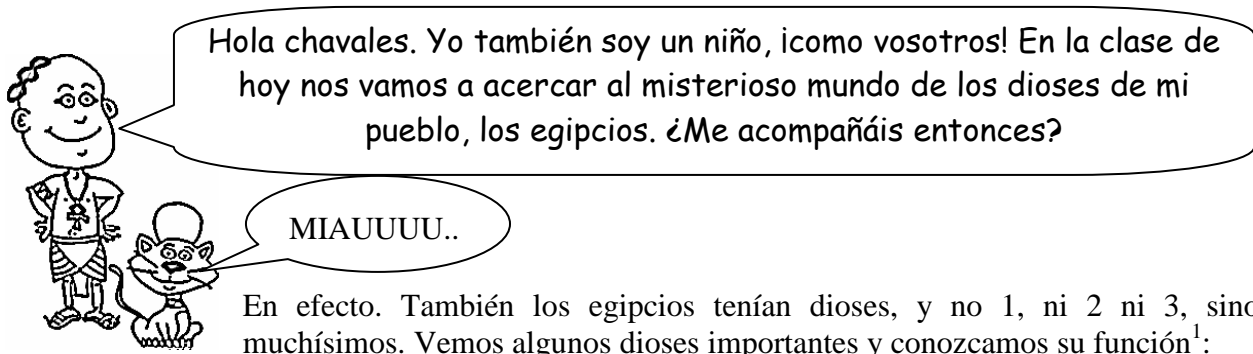 Hola chavales. Yo también soy un niño, ¡como vosotros! En la clase de
hoy nos vamos a acercar al misterioso mundo de los dioses de mi
pueblo, los egipcios. ¿Me acompañáis entonces?
MIAUUUU..
En efecto. También los egipcios tenían dioses, y no 1, ni 2 ni 3, sino
muchísimos. Vemos algunos dioses importantes y conozcamos su función¹: